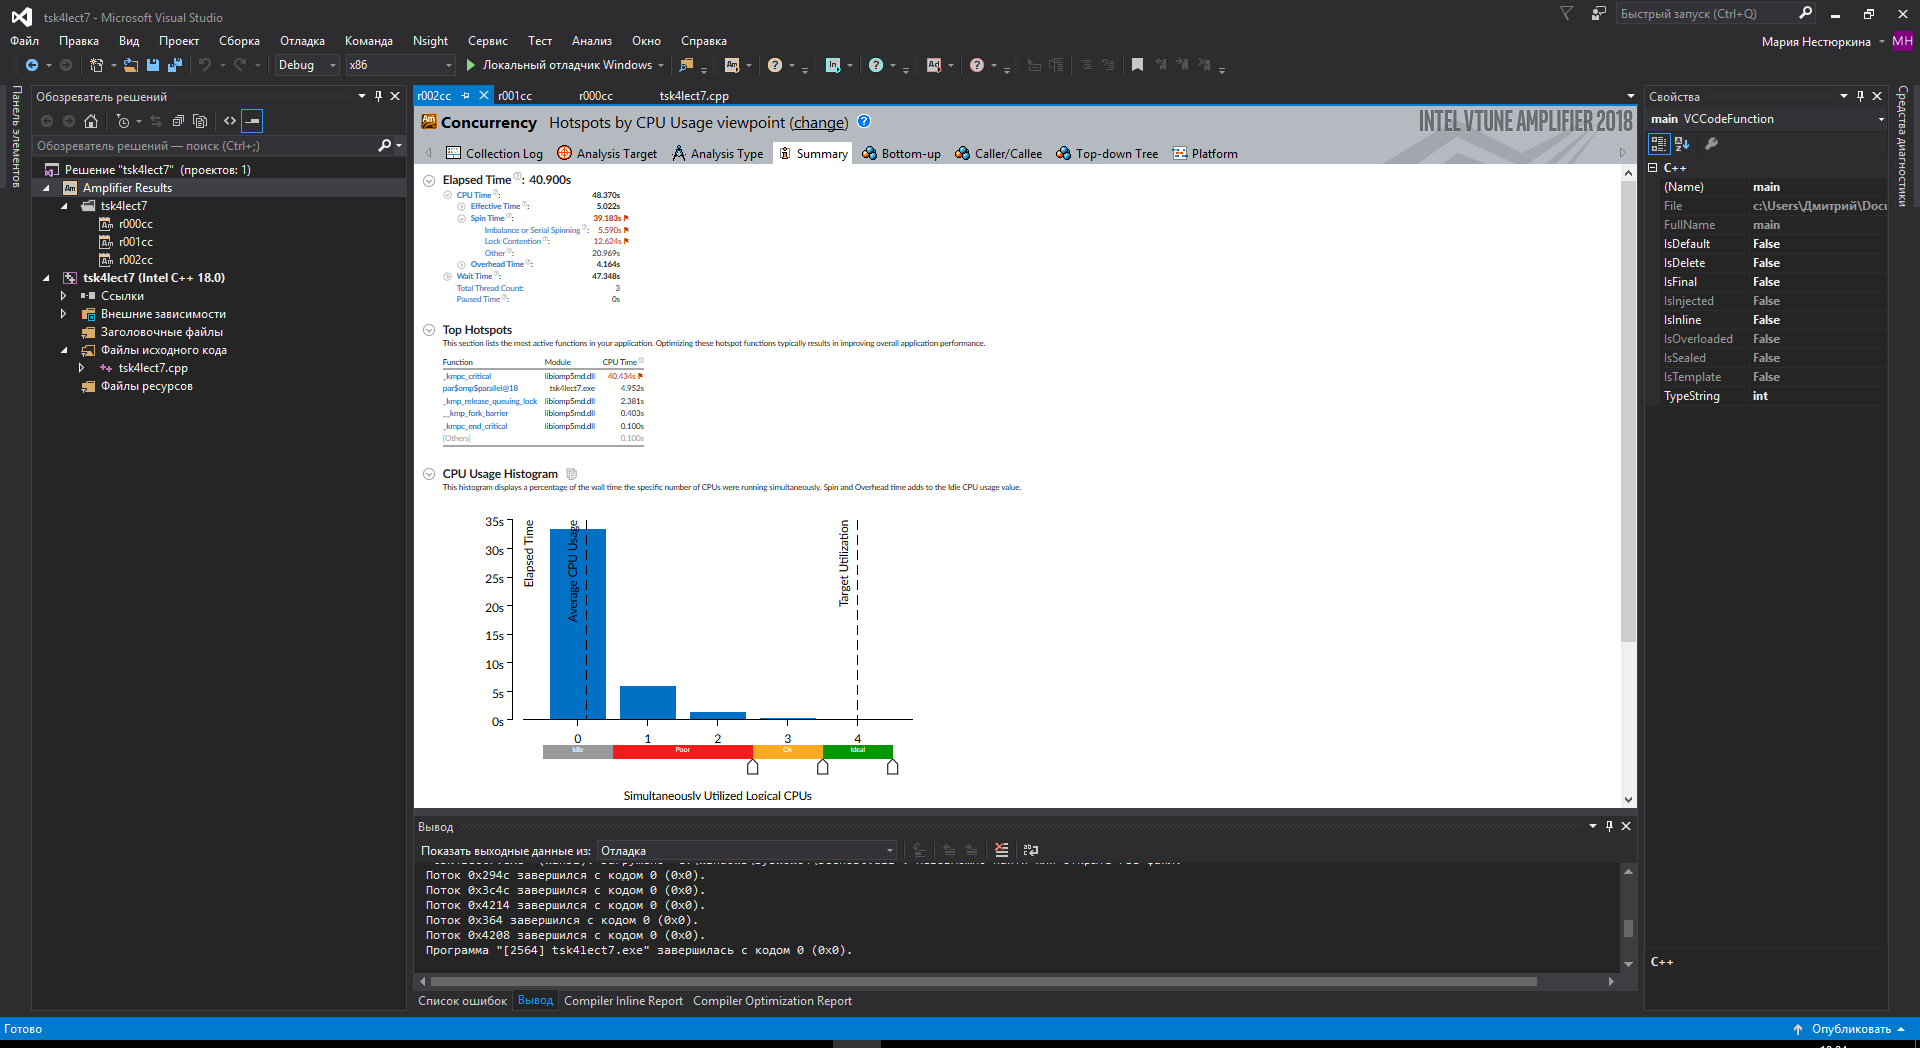 tsk4lect7 - Microsoft Visual Studio
Быстрый запуск (Ctrl+Q)
Файл Правка Вид Проект Сборка Отладка Команда Nsight Сервис Тест Анализ Окно Справка
Мария Нестюркина МН
Debug x86 Локальный отладчик Windows
Панель элементов
Обозреватель решений
Обозреватель решений — поиск (Ctrl+;)
Решение "tsk4lect7" (проектов: 1)
Amplifier Results
tsk4lect7
r000cc
r001cc
r002cc
tsk4lect7 (Intel C++ 18.0)
Ссылки
Внешние зависимости
Заголовочные файлы
Файлы исходного кода
tsk4lect7.cpp
Файлы ресурсов
r002cc r001cc r000cc tsk4lect7.cpp
Concurrency Hotspots by CPU Usage viewpoint (change)
INTEL VTUNE AMPLIFIER 2018
Collection Log Analysis Target Analysis Type Summary Bottom-up Caller/Callee Top-down Tree Platform
Elapsed Time: 40.900s
CPU Time: 48.370s
Effective Time: 5.022s
Spin Time: 39.183s
Imbalance or Serial Spinning: 5.590s
Lock Contention: 12.624s
Other: 20.969s
Overhead Time: 4.164s
Wait Time: 47.348s
Total Thread Count: 3
Paused Time: 0s
Top Hotspots
This section lists the most active functions in your application. Optimizing these hotspot functions typically results in improving overall application performance.
Function Module CPU Time
_kmpc_critical libiomp5md.dll 40.434s
par$omp$parallel@18 tsk4lect7.exe 4.952s
_kmp_release_queuing_lock libiomp5md.dll 2.381s
__kmp_fork_barrier libiomp5md.dll 0.403s
_kmpc_end_critical libiomp5md.dll 0.100s
[Others] 0.100s
CPU Usage Histogram
This histogram displays a percentage of the wall time the specific number of CPUs were running simultaneously. Spin and Overhead time adds to the Idle CPU usage value.
35s
30s
25s
20s
15s
10s
5s
0s
Elapsed Time
Average CPU Usage
Target Utilization
0 1 2 3 4
Idle Poor Ok Ideal
Simultaneously Utilized Logical CPUs
Вывод
Показать выходные данные из: Отладка
Поток 0x294c завершился с кодом 0 (0x0).
Поток 0x3c4c завершился с кодом 0 (0x0).
Поток 0x4214 завершился с кодом 0 (0x0).
Поток 0x364 завершился с кодом 0 (0x0).
Поток 0x4208 завершился с кодом 0 (0x0).
Программа "[2564] tsk4lect7.exe" завершилась с кодом 0 (0x0).
Список ошибок Вывод Compiler Inline Report Compiler Optimization Report
Свойства
main VCCodeFunction
C++
(Name) main
File c:\Users\Дмитрий\Docu
FullName main
IsDefault False
IsDelete False
IsFinal False
IsInjected False
IsInline False
IsOverloaded False
IsSealed False
IsTemplate False
TypeString int
C++
Средства диагностики
Готово
Опубликовать